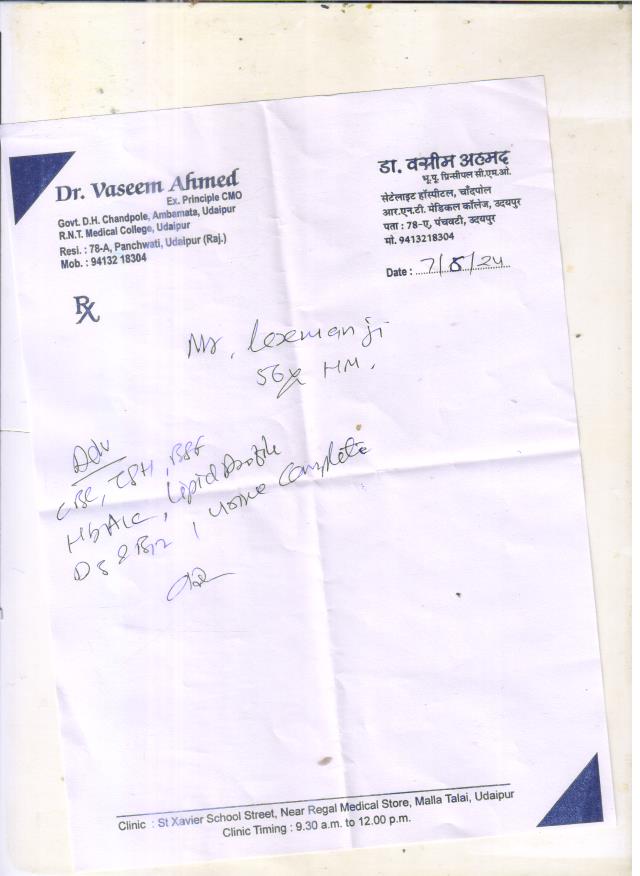 Dr. Vaseem Ahmed
Ex. Principle CMO
Govt. D.H. Chandpole, Ambamata, Udaipur
R.N.T. Medical College, Udaipur
Resi. : 78-A, Panchwati, Udaipur (Raj.)
Mob. : 94132 18304
डा. वसीम अहमद
भू.पू. प्रिंसीपल सी.एम.ओ.
सेटेलाइट हॉस्पीटल, चाँदपोल
आर.एन.टी. मेडिकल कॉलेज, उदयपुर
पता : 78-ए, पंचवटी, उदयपुर
मो. 9413218304
Date : 7/8/24
Rx
Mr. Laxman ji
56y HM.
Adv
CBC, TSH, BSF
HbA1c, Lipid Profile
D3 & B12, Urine Complete
Clinic : St Xavier School Street, Near Regal Medical Store, Malla Talai, Udaipur
Clinic Timing : 9.30 a.m. to 12.00 p.m.